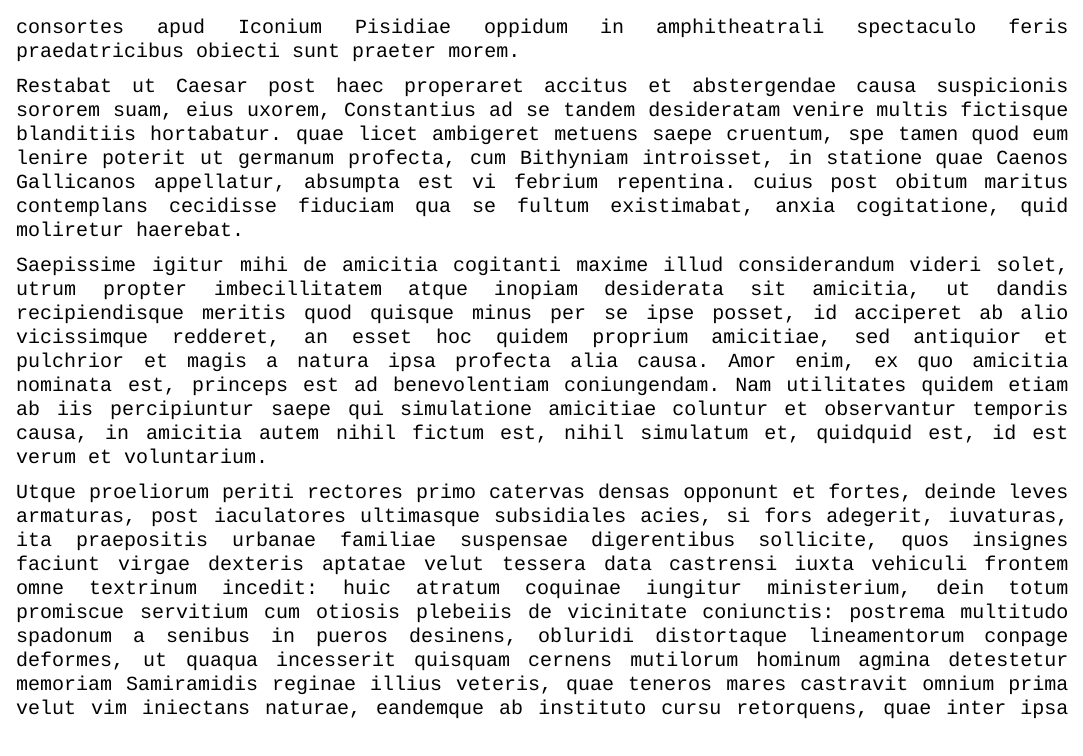 consortes apud Iconium Pisidiae oppidum in amphitheatrali spectaculo feris
praedatricibus obiecti sunt praeter morem.
Restabat ut Caesar post haec properaret accitus et abstergendae causa suspicionis
sororem suam, eius uxorem, Constantius ad se tandem desideratam venire multis fictisque
blanditiis hortabatur. quae licet ambigeret metuens saepe cruentum, spe tamen quod eum
lenire poterit ut germanum profecta, cum Bithyniam introisset, in statione quae Caenos
Gallicanos appellatur, absumpta est vi febrium repentina. cuius post obitum maritus
contemplans cecidisse fiduciam qua se fultum existimabat, anxia cogitatione, quid
moliretur haerebat.
Saepissime igitur mihi de amicitia cogitanti maxime illud considerandum videri solet,
utrum propter imbecillitatem atque inopiam desiderata sit amicitia, ut dandis
recipiendisque meritis quod quisque minus per se ipse posset, id acciperet ab alio
vicissimque redderet, an esset hoc quidem proprium amicitiae, sed antiquior et
pulchrior et magis a natura ipsa profecta alia causa. Amor enim, ex quo amicitia
nominata est, princeps est ad benevolentiam coniungendam. Nam utilitates quidem etiam
ab iis percipiuntur saepe qui simulatione amicitiae coluntur et observantur temporis
causa, in amicitia autem nihil fictum est, nihil simulatum et, quidquid est, id est
verum et voluntarium.
Utque proeliorum periti rectores primo catervas densas opponunt et fortes, deinde leves
armaturas, post iaculatores ultimasque subsidiales acies, si fors adegerit, iuvaturas,
ita praepositis urbanae familiae suspensae digerentibus sollicite, quos insignes
faciunt virgae dexteris aptatae velut tessera data castrensi iuxta vehiculi frontem
omne textrinum incedit: huic atratum coquinae iungitur ministerium, dein totum
promiscue servitium cum otiosis plebeiis de vicinitate coniunctis: postrema multitudo
spadonum a senibus in pueros desinens, obluridi distortaque lineamentorum conpage
deformes, ut quaqua incesserit quisquam cernens mutilorum hominum agmina detestetur
memoriam Samiramidis reginae illius veteris, quae teneros mares castravit omnium prima
velut vim iniectans naturae, eandemque ab instituto cursu retorquens, quae inter ipsa